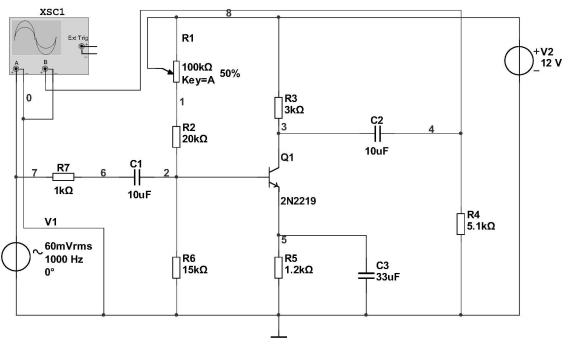 XSC1
8
Ext Trig
A
B
0
R1
100kΩ
Key=A
50%
1
R2
20kΩ
R3
3kΩ
V2
12 V
3
C2
10uF
4
Q1
2N2219
7
R7
1kΩ
6
C1
10uF
2
V1
60mVrms
1000 Hz
0°
R6
15kΩ
5
R5
1.2kΩ
C3
33uF
R4
5.1kΩ